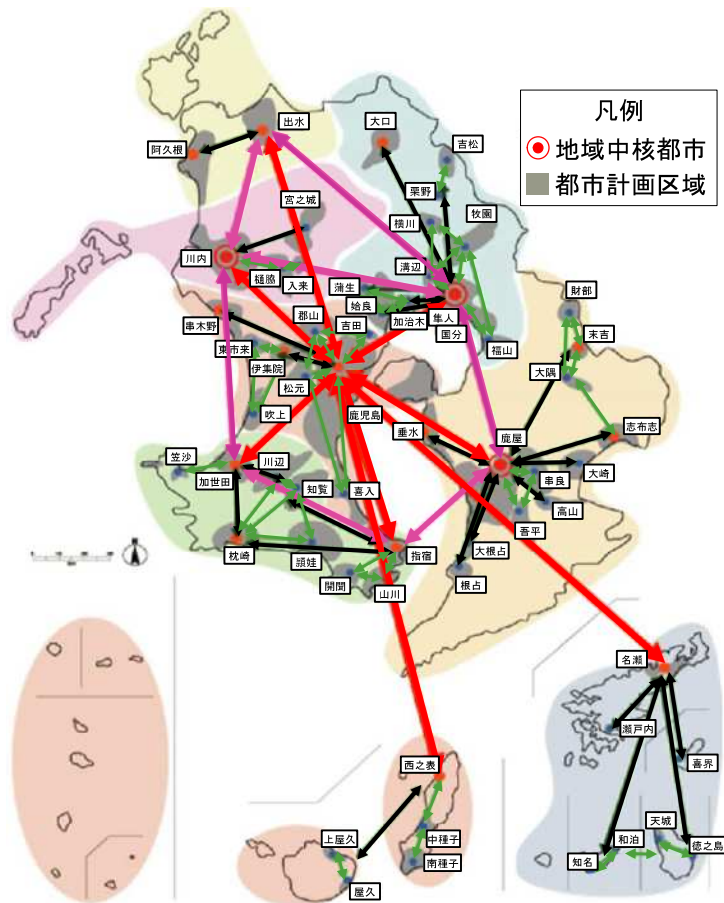 凡例
地域中核都市
都市計画区域
出水
大口
阿久根
吉松
栗野
宮之城
牧園
横川
川内
溝辺
樋脇
入来
蒲生
姶良
加治木
隼人
国分
福山
財部
串木野
郡山
吉田
末吉
東市来
伊集院
松元
大隅
吹上
鹿児島
垂水
鹿屋
志布志
笠沙
川辺
加世田
知覧
喜入
串良
大崎
高山
吾平
枕崎
頴娃
指宿
大根占
根占
開聞
山川
名瀬
瀬戸内
喜界
西之表
天城
上屋久
中種子
和泊
徳之島
南種子
知名
屋久